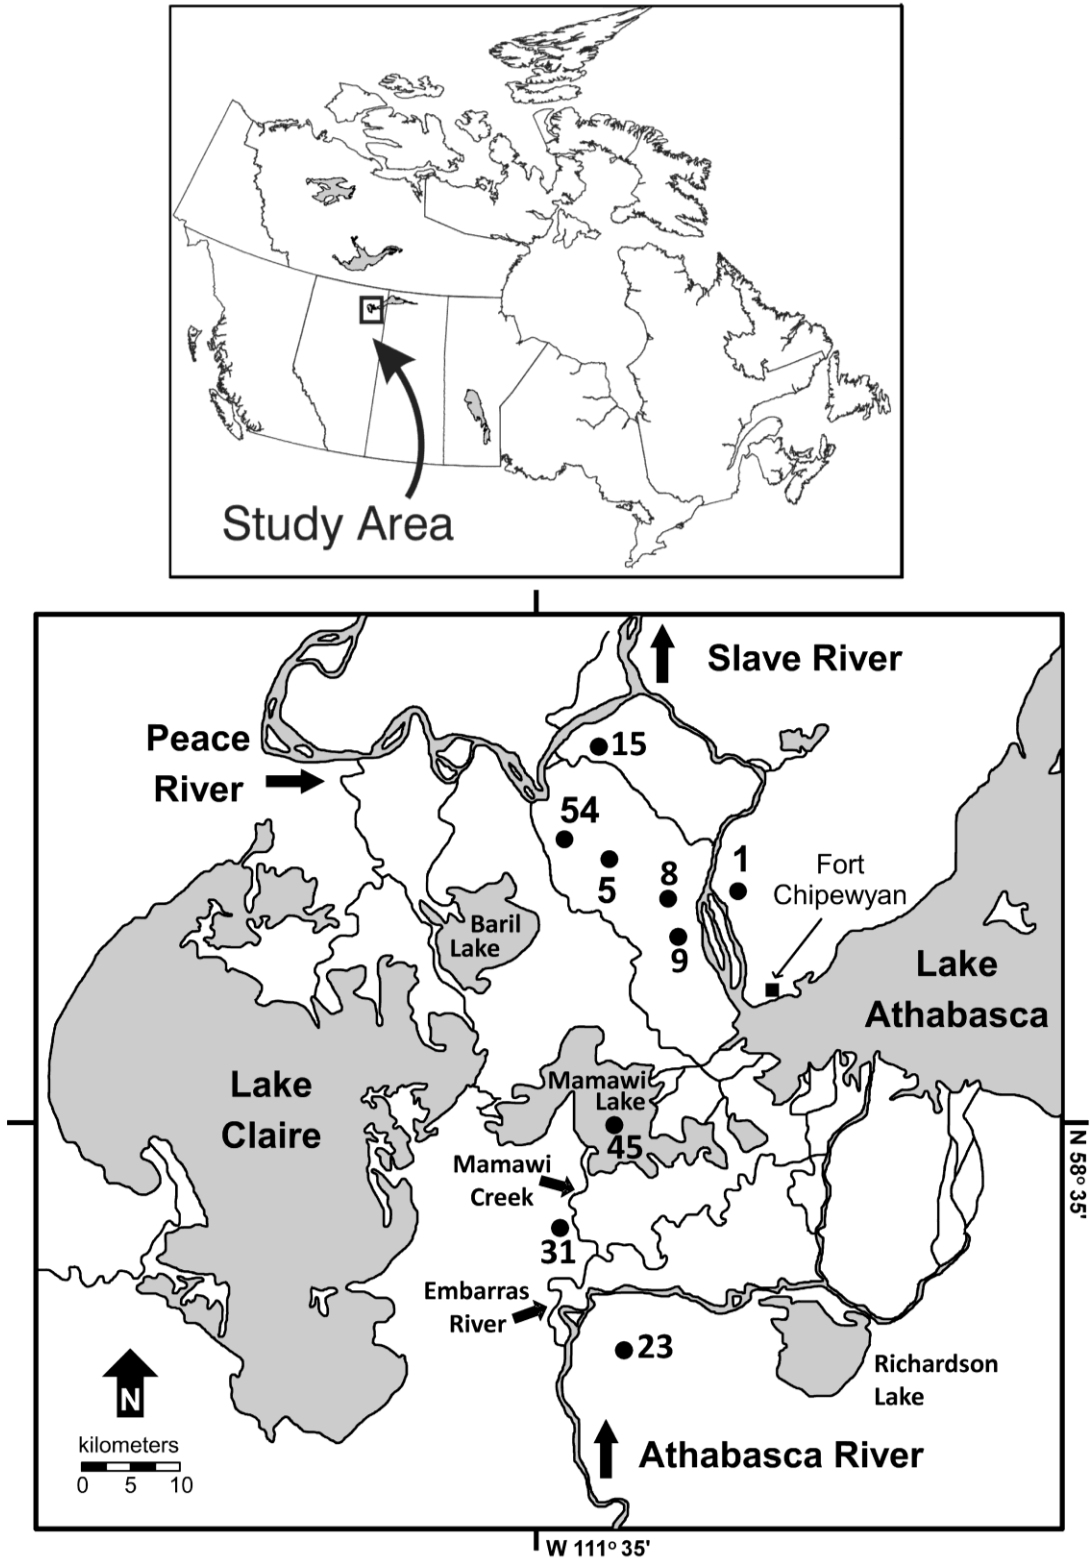 Study Area
Slave River
Peace
River
15
54
5
8
1
9
Fort
Chipewyan
Baril
Lake
Lake
Athabasca
Lake
Claire
Mamawi
Lake
45
Mamawi
Creek
31
Embarras
River
23
Richardson
Lake
Athabasca River
N
kilometers
0 5 10
N 58° 35'
W 111° 35'